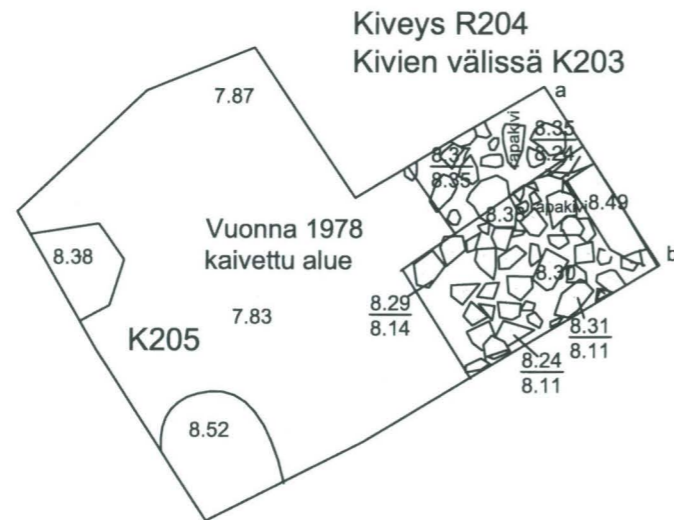 Kiveys R204
Kivien välissä K203
7.87
a
8.37
8.35
apakivi
8.35
8.24
8.38
Vuonna 1978
kaivettu alue
apakivi
8.49
8.30
b
7.83
K205
8.29
8.14
8.31
8.11
8.24
8.11
8.52